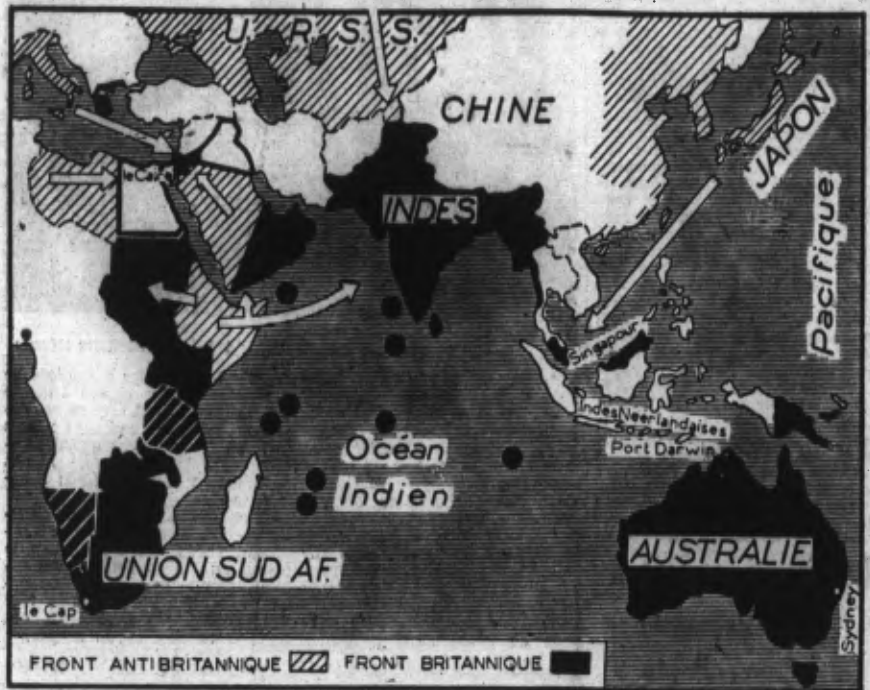 U. R. S. S.
CHINE
JAPON
le Caire
INDES
Pacifique
Singapour
Indes Neerlandaises
Port Darwin
Océan
Indien
UNION SUD AF.
AUSTRALIE
le Cap
Sydney
FRONT ANTIBRITANNIQUE FRONT BRITANNIQUE